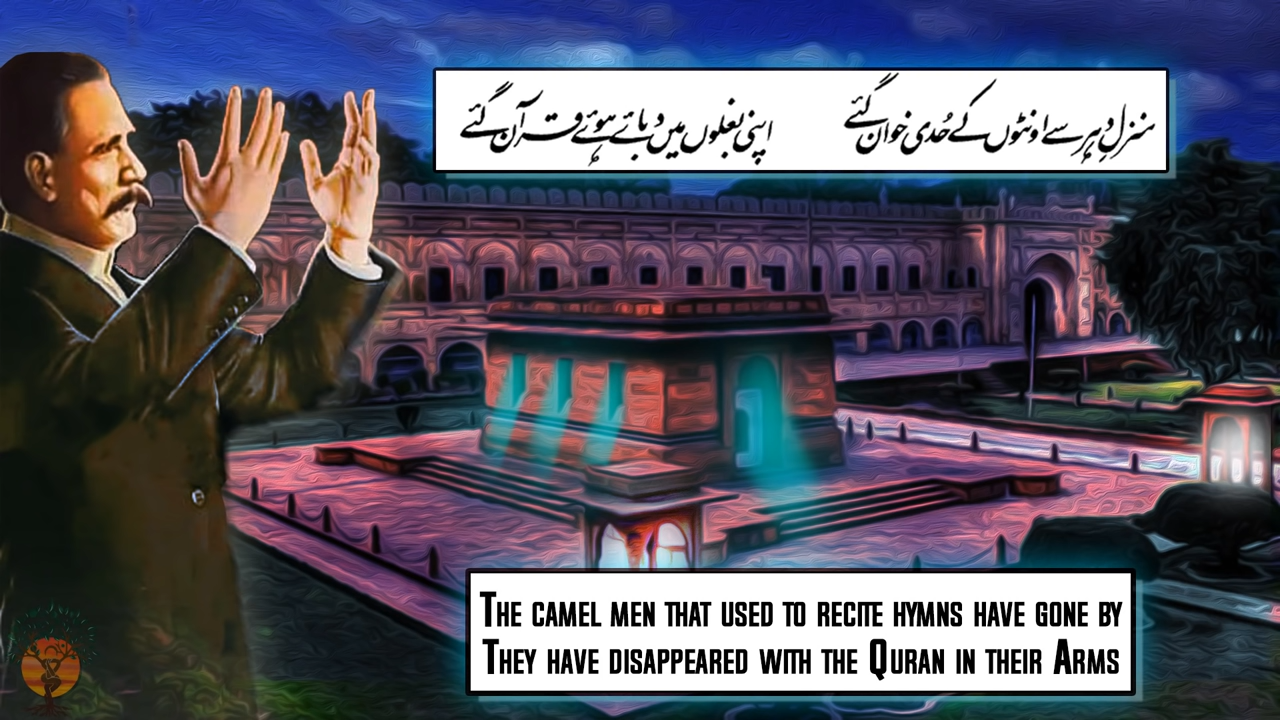 منزلِ دہر سے اونٹوں کے حُدی خوان گئے اپنی بغلوں میں دبائے ہوئے قرآن گئے
The camel men that used to recite hymns have gone by
They have disappeared with the Quran in their Arms